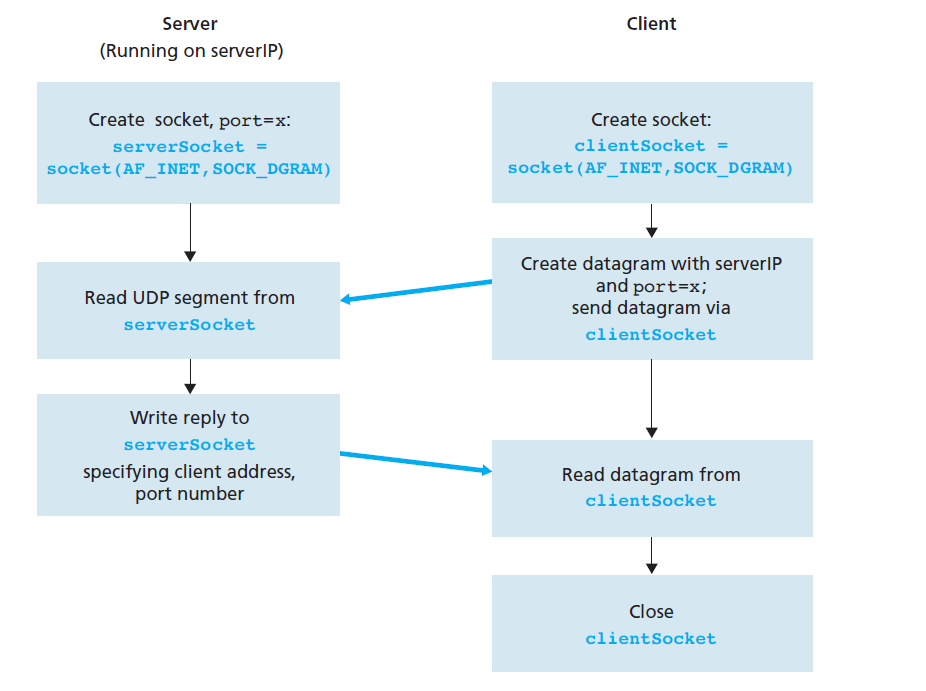 Server
(Running on serverIP)
Create socket, port=x:
serverSocket =
socket(AF_INET,SOCK_DGRAM)
Read UDP segment from
serverSocket
Write reply to
serverSocket
specifying client address,
port number
Client
Create socket:
clientSocket =
socket(AF_INET,SOCK_DGRAM)
Create datagram with serverIP
and port=x;
send datagram via
clientSocket
Read datagram from
clientSocket
Close
clientSocket